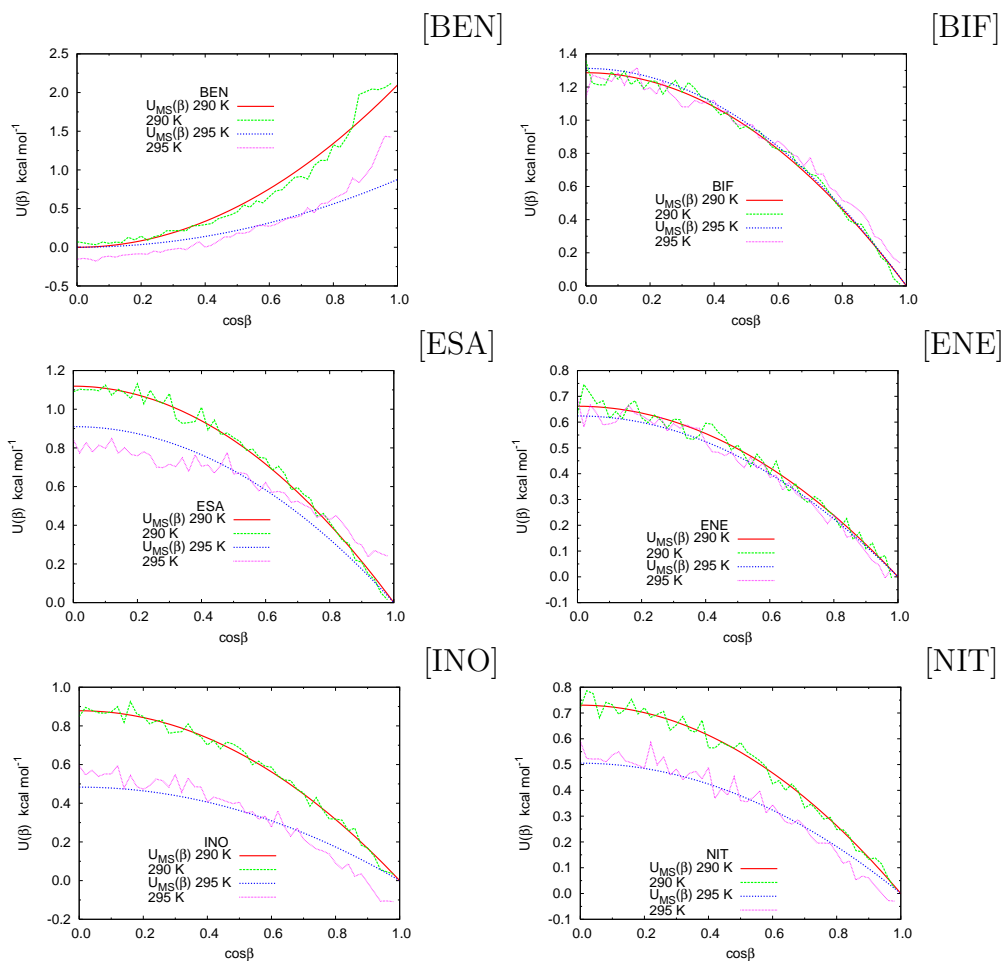 [BEN]
[BIF]
2.5
2.0
1.5
1.0
0.5
0.0
-0.5
U(β) kcal mol⁻¹
BEN
U_MS(β) 290 K
290 K
U_MS(β) 295 K
295 K
0.0 0.2 0.4 0.6 0.8 1.0
cosβ
1.4
1.2
1.0
0.8
0.6
0.4
0.2
0.0
U(β) kcal mol⁻¹
BIF
U_MS(β) 290 K
290 K
U_MS(β) 295 K
295 K
0.0 0.2 0.4 0.6 0.8 1.0
cosβ
[ESA]
[ENE]
1.2
1.0
0.8
0.6
0.4
0.2
0.0
U(β) kcal mol⁻¹
ESA
U_MS(β) 290 K
290 K
U_MS(β) 295 K
295 K
0.0 0.2 0.4 0.6 0.8 1.0
cosβ
0.8
0.7
0.6
0.5
0.4
0.3
0.2
0.1
0.0
-0.1
U(β) kcal mol⁻¹
ENE
U_MS(β) 290 K
290 K
U_MS(β) 295 K
295 K
0.0 0.2 0.4 0.6 0.8 1.0
cosβ
[INO]
[NIT]
1.0
0.8
0.6
0.4
0.2
0.0
-0.2
U(β) kcal mol⁻¹
INO
U_MS(β) 290 K
290 K
U_MS(β) 295 K
295 K
0.0 0.2 0.4 0.6 0.8 1.0
cosβ
0.8
0.7
0.6
0.5
0.4
0.3
0.2
0.1
0.0
-0.1
U(β) kcal mol⁻¹
NIT
U_MS(β) 290 K
290 K
U_MS(β) 295 K
295 K
0.0 0.2 0.4 0.6 0.8 1.0
cosβ